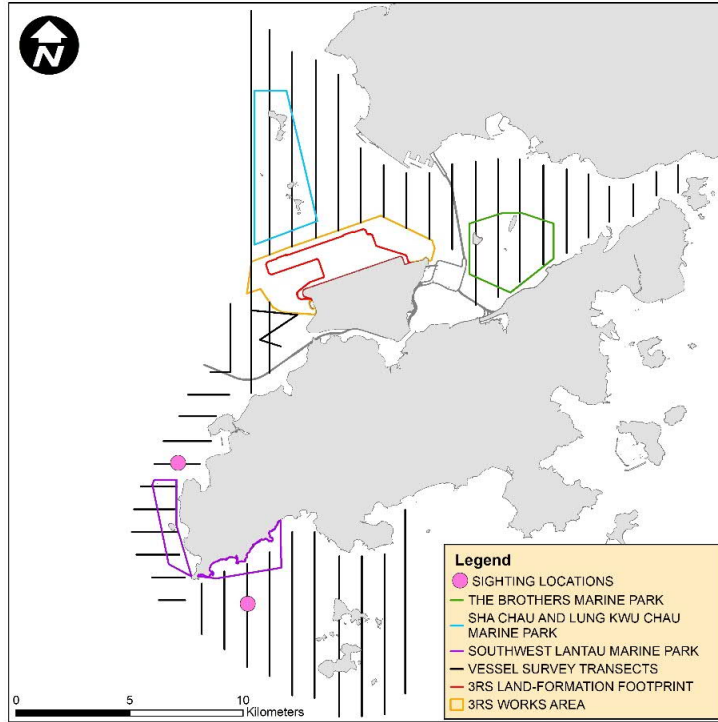 N
Legend
SIGHTING LOCATIONS
THE BROTHERS MARINE PARK
SHA CHAU AND LUNG KWU CHAU
MARINE PARK
SOUTHWEST LANTAU MARINE PARK
VESSEL SURVEY TRANSECTS
3RS LAND-FORMATION FOOTPRINT
3RS WORKS AREA
0 5 10
Kilometers